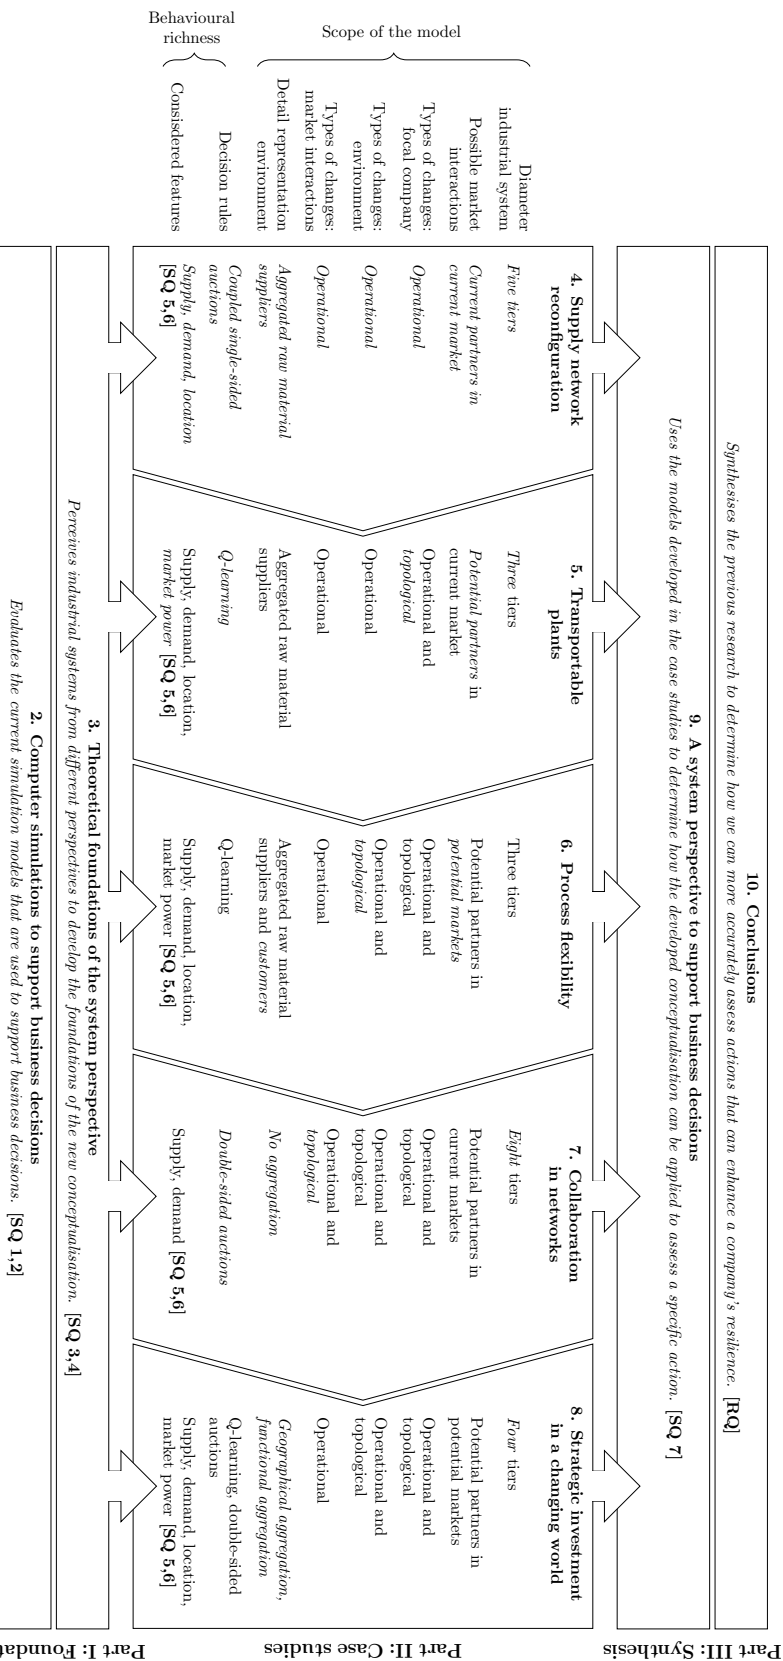 10. Conclusions
Synthesises the previous research to determine how we can more accurately assess actions that can enhance a company's resilience. [RQ]
9. A system perspective to support business decisions
Uses the models developed in the case studies to determine how the developed conceptualisation can be applied to assess a specific action. [SQ 7]
Part III: Synthesis
Scope of the model
Diameter
industrial system
Possible market
interactions
Types of changes:
focal company
Types of changes:
environment
Types of changes:
market interactions
Detail representation
environment
Behavioural
richness
Decision rules
Consisdered features
4. Supply network
reconfiguration
Five tiers
Current partners in
current market
Operational
Operational
Operational
Aggregated raw material
suppliers
Coupled single-sided
auctions
Supply, demand, location
[SQ 5,6]
5. Transportable
plants
Three tiers
Potential partners in
current market
Operational and
topological
Operational
Operational
Aggregated raw material
suppliers
Q-learning
Supply, demand, location,
market power [SQ 5,6]
6. Process flexibility
Three tiers
Potential partners in
potential markets
Operational and
topological
Operational and
topological
Operational
Aggregated raw material
suppliers and customers
Q-learning
Supply, demand, location,
market power [SQ 5,6]
7. Collaboration
in networks
Eight tiers
Potential partners in
current markets
Operational and
topological
Operational and
topological
Operational and
topological
No aggregation
Double-sided auctions
Supply, demand [SQ 5,6]
8. Strategic investment
in a changing world
Four tiers
Potential partners in
potential markets
Operational and
topological
Operational and
topological
Operational
Geographical aggregation,
functional aggregation
Q-learning, double-sided
auctions
Supply, demand, location,
market power [SQ 5,6]
Part II: Case studies
3. Theoretical foundations of the system perspective
Perceives industrial systems from different perspectives to develop the foundations of the new conceptualisation. [SQ 3,4]
2. Computer simulations to support business decisions
Evaluates the current simulation models that are used to support business decisions. [SQ 1,2]
Part I: Foundat